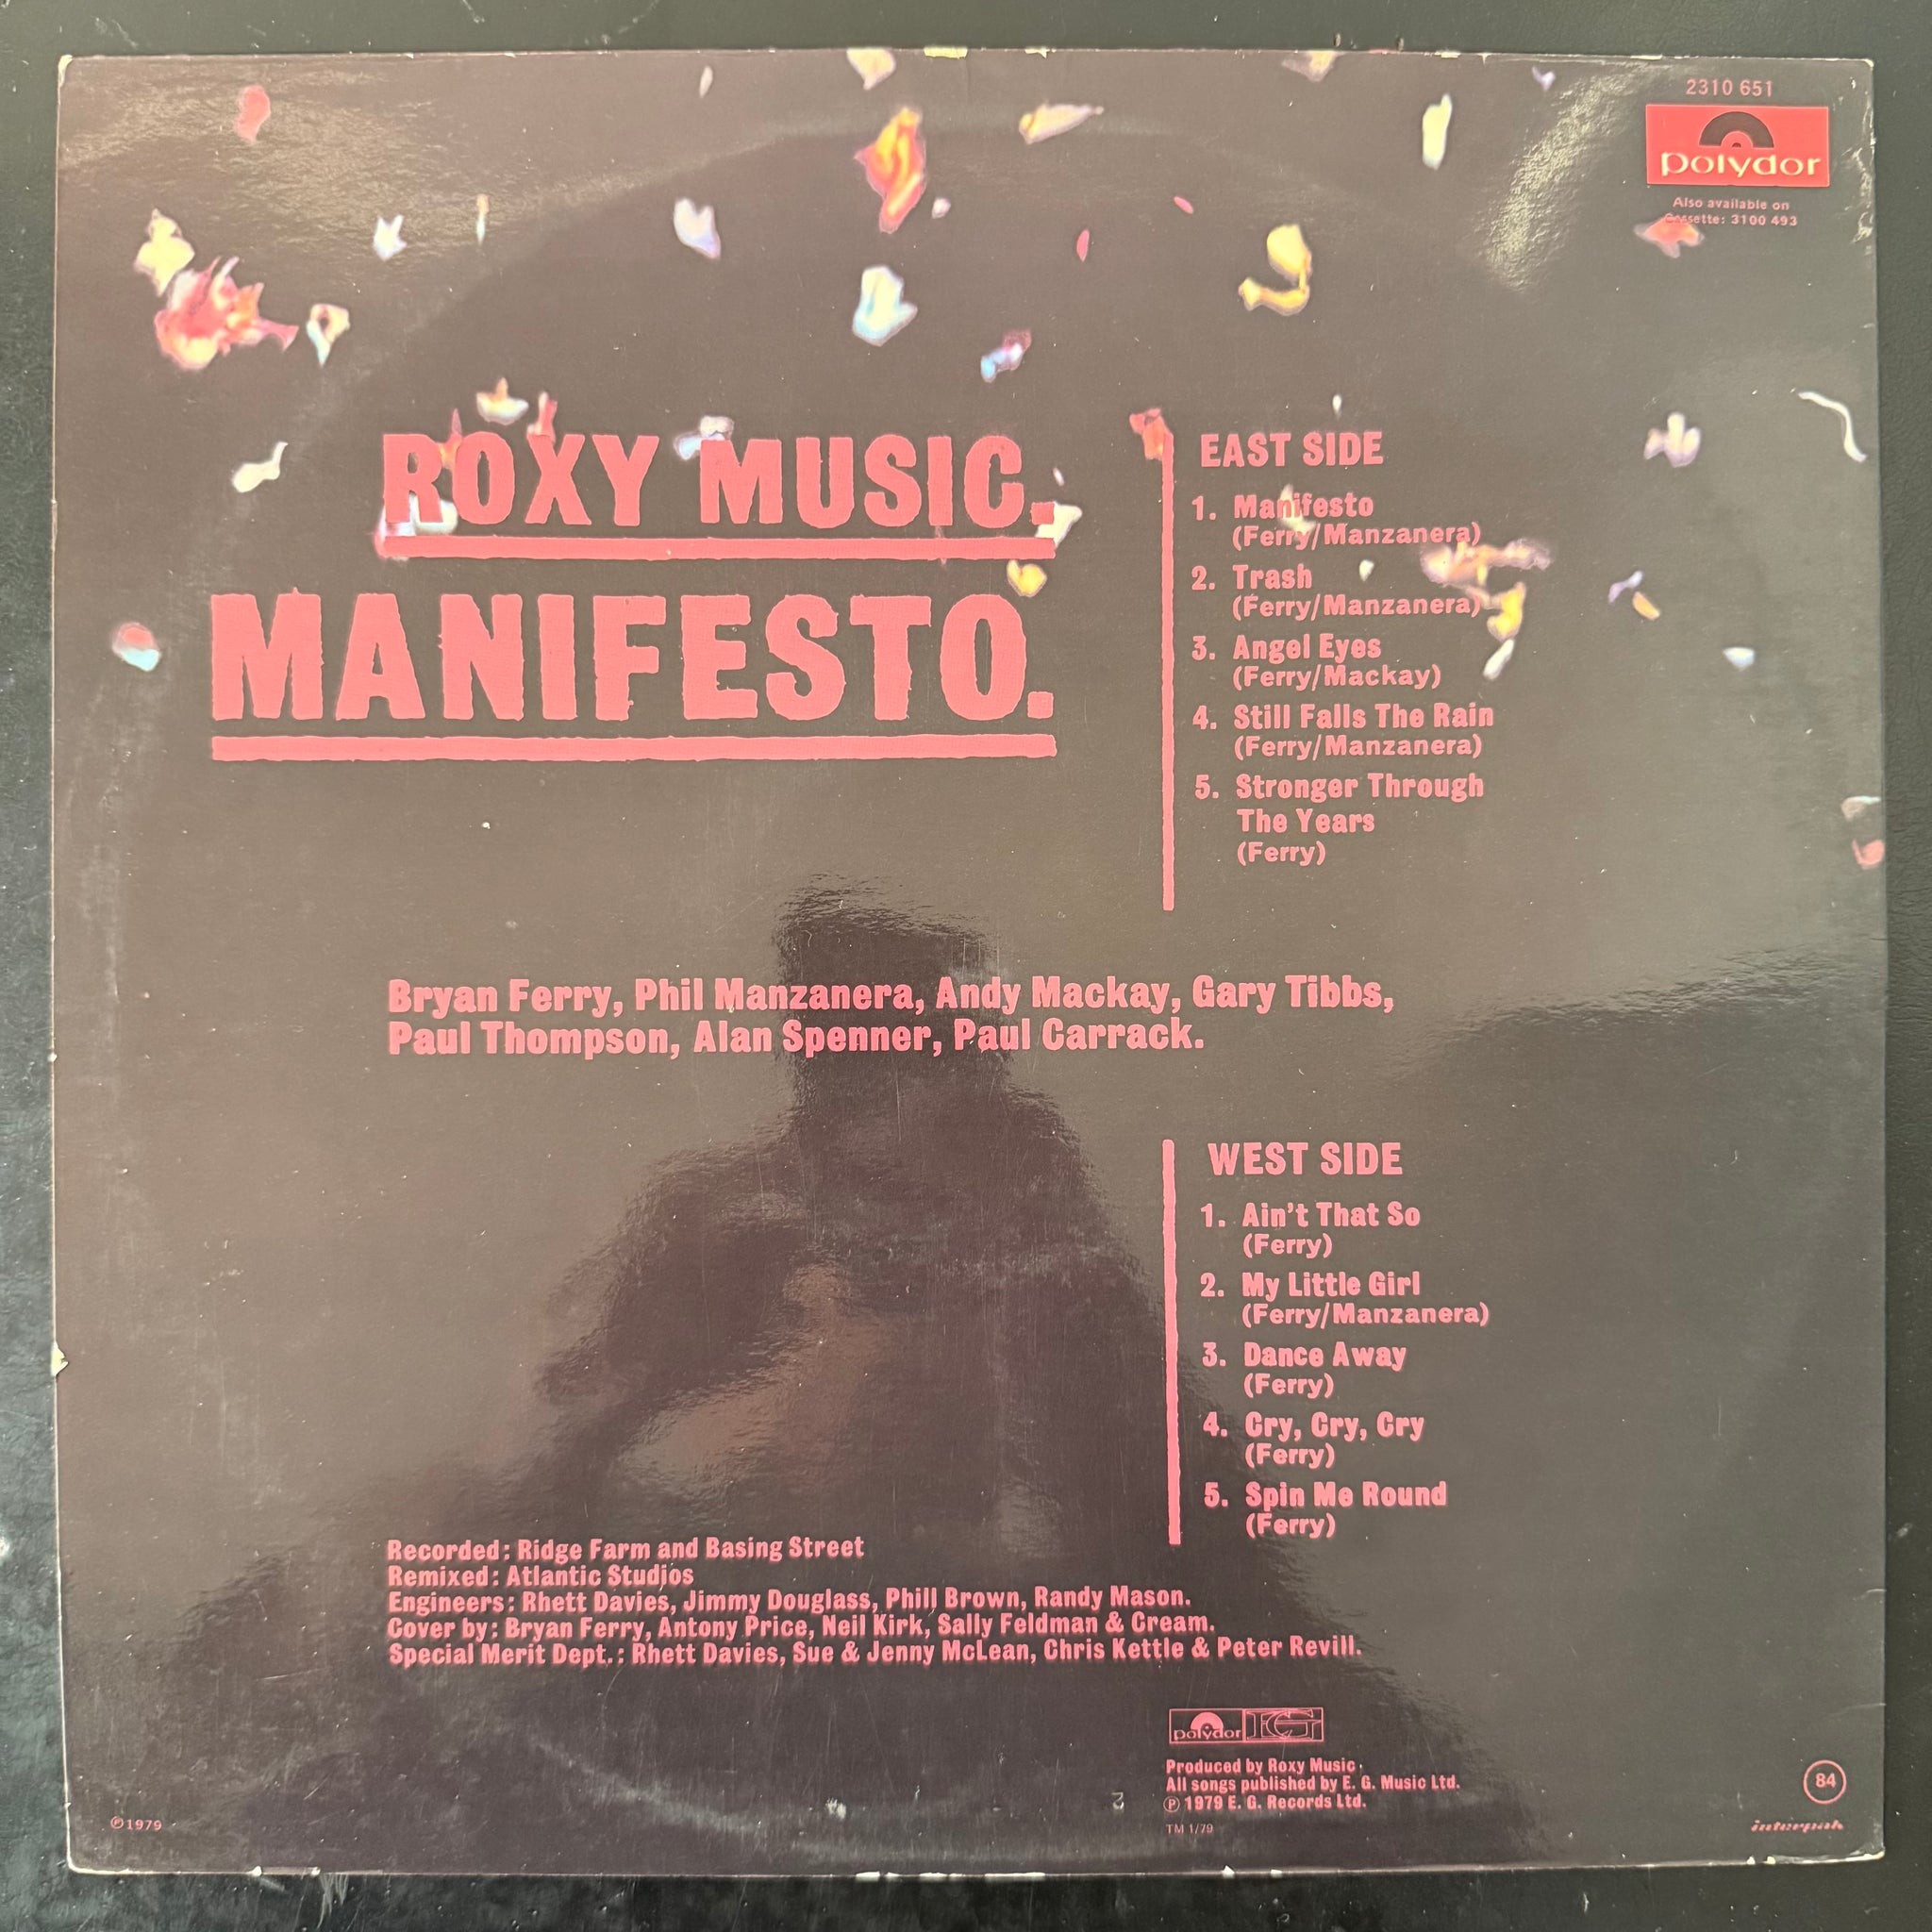 2310 651
polydor
Also available on
Cassette: 3100 493
ROXY MUSIC.
MANIFESTO.
EAST SIDE
1. Manifesto
(Ferry/Manzanera)
2. Trash
(Ferry/Manzanera)
3. Angel Eyes
(Ferry/Mackay)
4. Still Falls The Rain
(Ferry/Manzanera)
5. Stronger Through
The Years
(Ferry)
Bryan Ferry, Phil Manzanera, Andy Mackay, Gary Tibbs,
Paul Thompson, Alan Spenner, Paul Carrack.
WEST SIDE
1. Ain't That So
(Ferry)
2. My Little Girl
(Ferry/Manzanera)
3. Dance Away
(Ferry)
4. Cry, Cry, Cry
(Ferry)
5. Spin Me Round
(Ferry)
Recorded: Ridge Farm and Basing Street
Remixed: Atlantic Studios
Engineers: Rhett Davies, Jimmy Douglass, Phill Brown, Randy Mason.
Cover by: Bryan Ferry, Antony Price, Neil Kirk, Sally Feldman & Cream.
Special Merit Dept.: Rhett Davies, Sue & Jenny McLean, Chris Kettle & Peter Revill.
polydor EG
Produced by Roxy Music.
All songs published by E. G. Music Ltd.
℗ 1979 E. G. Records Ltd.
TM 1/79
2
84
℗1979